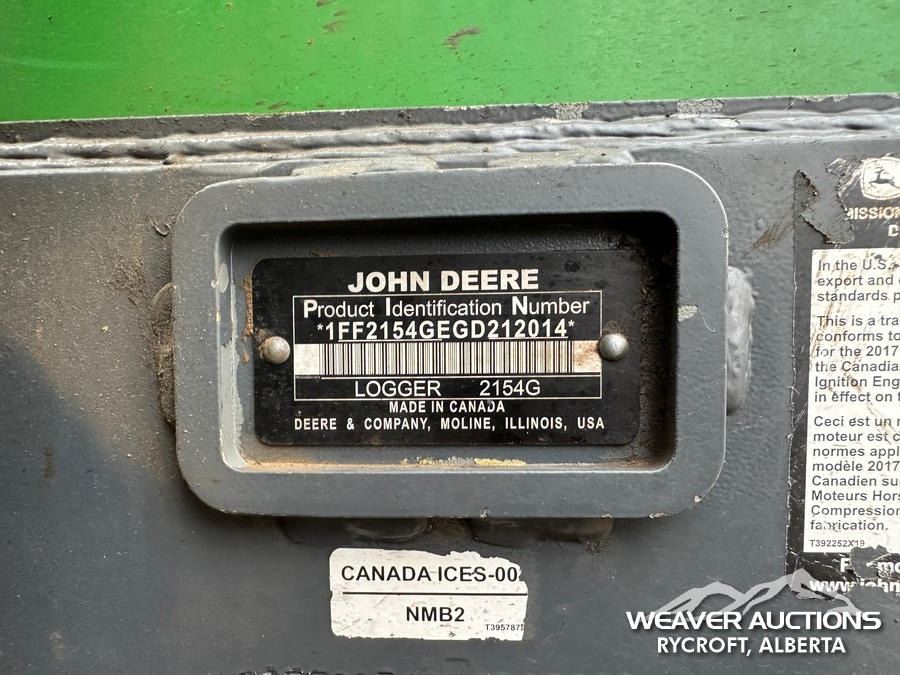 JOHN DEERE
Product Identification Number
*1FF2154GEGD212014*
LOGGER 2154G
MADE IN CANADA
DEERE & COMPANY, MOLINE, ILLINOIS, USA
CANADA ICES-00
NMB2
T395787
In the U.S.
export and
standards
This is a tra
conforms to
for the 2017
the Canadia
Ignition Eng
in effect on t
Ceci est un
moteur est c
normes appl
modèle 2017
Canadien su
Moteurs Hors
Compression
fabrication.
T392252X19
WEAVER AUCTIONS
RYCROFT, ALBERTA